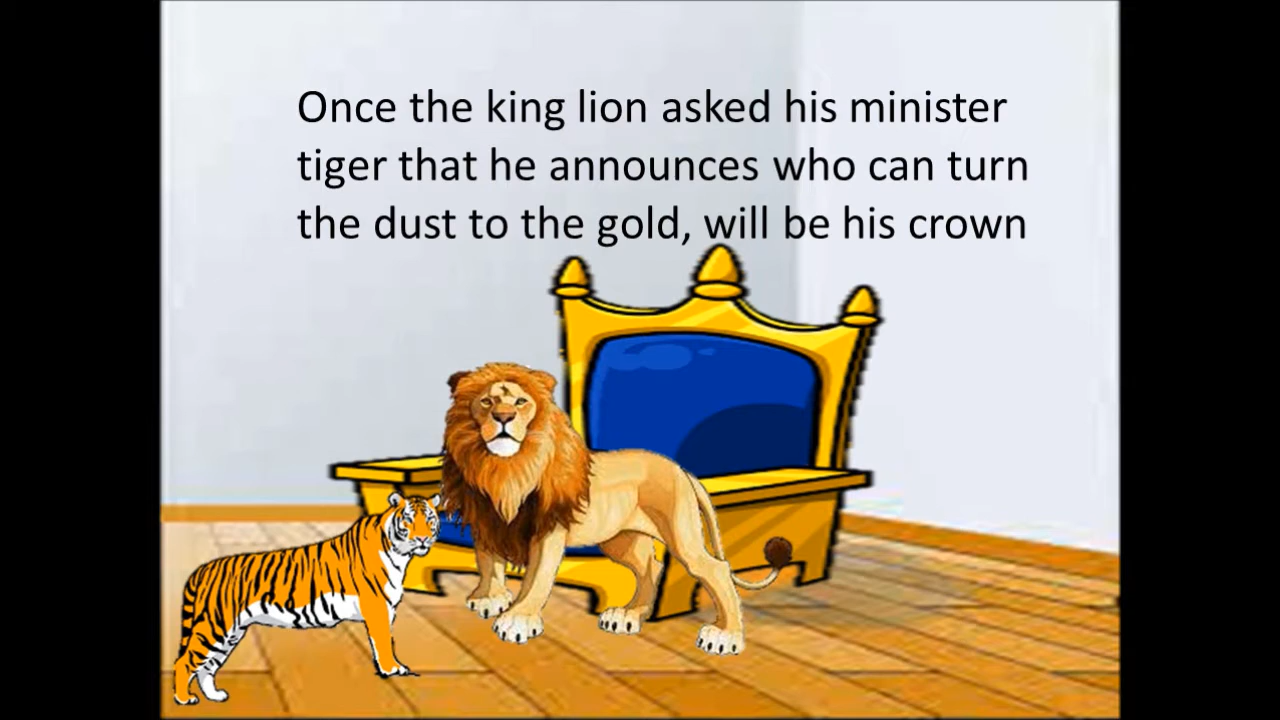 Once the king lion asked his minister
tiger that he announces who can turn
the dust to the gold, will be his crown